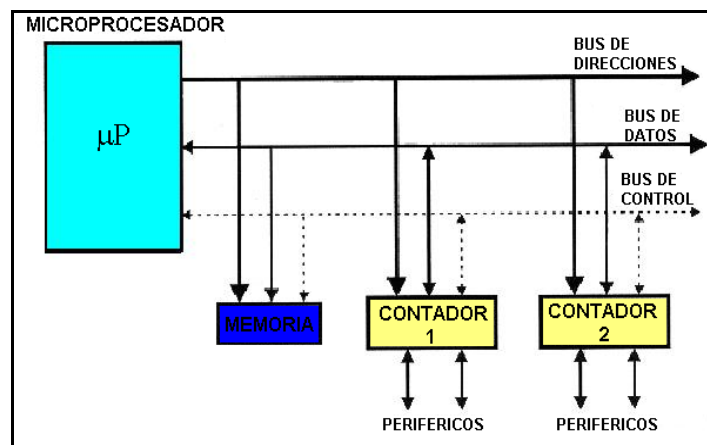 MICROPROCESADOR
μP
BUS DE
DIRECCIONES
BUS DE
DATOS
BUS DE
CONTROL
MEMORIA
CONTADOR
1
CONTADOR
2
PERIFERICOS
PERIFERICOS